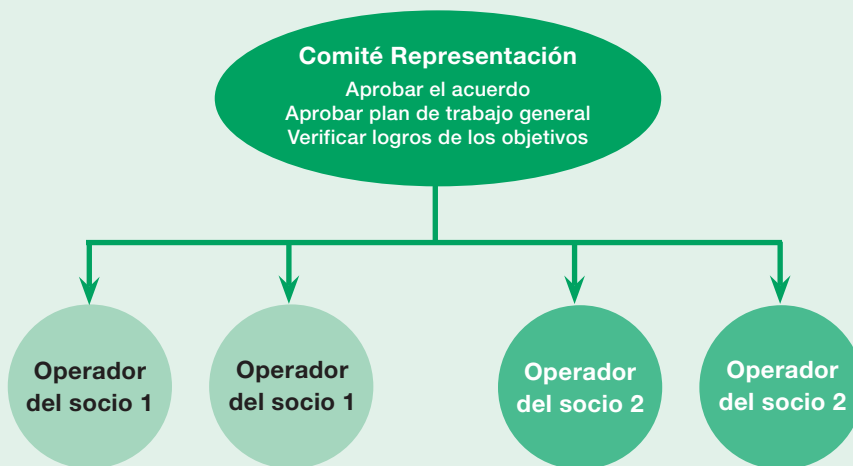 Comité Representación
Aprobar el acuerdo
Aprobar plan de trabajo general
Verificar logros de los objetivos
Operador
del socio 1
Operador
del socio 1
Operador
del socio 2
Operador
del socio 2